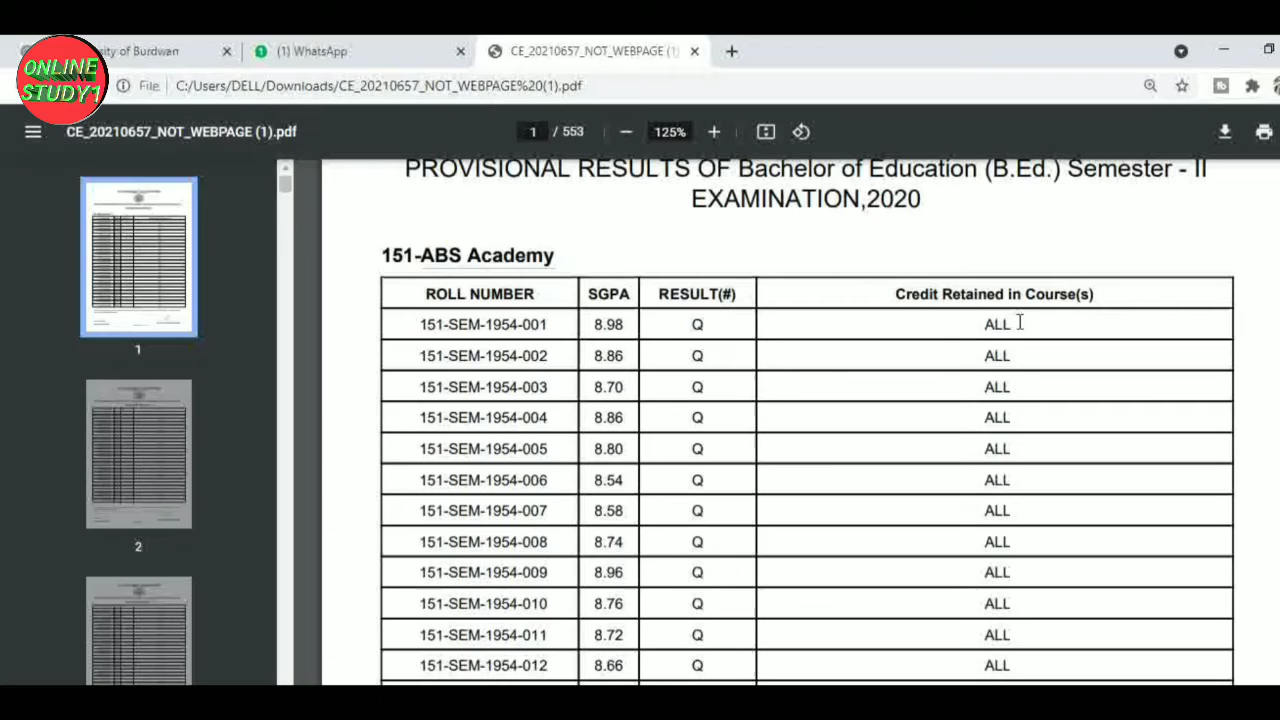 ONLINE
STUDY1
sity of Burdwan
(1) WhatsApp
CE_20210657_NOT_WEBPAGE (1)
File C:/Users/DELL/Downloads/CE_20210657_NOT_WEBPAGE%20(1).pdf
CE_20210657_NOT_WEBPAGE (1).pdf
1 / 553
125%
1
2
PROVISIONAL RESULTS OF Bachelor of Education (B.Ed.) Semester - II
EXAMINATION,2020
151-ABS Academy
ROLL NUMBER SGPA RESULT(#) Credit Retained in Course(s)
151-SEM-1954-001 8.98 Q ALL
151-SEM-1954-002 8.86 Q ALL
151-SEM-1954-003 8.70 Q ALL
151-SEM-1954-004 8.86 Q ALL
151-SEM-1954-005 8.80 Q ALL
151-SEM-1954-006 8.54 Q ALL
151-SEM-1954-007 8.58 Q ALL
151-SEM-1954-008 8.74 Q ALL
151-SEM-1954-009 8.96 Q ALL
151-SEM-1954-010 8.76 Q ALL
151-SEM-1954-011 8.72 Q ALL
151-SEM-1954-012 8.66 Q ALL